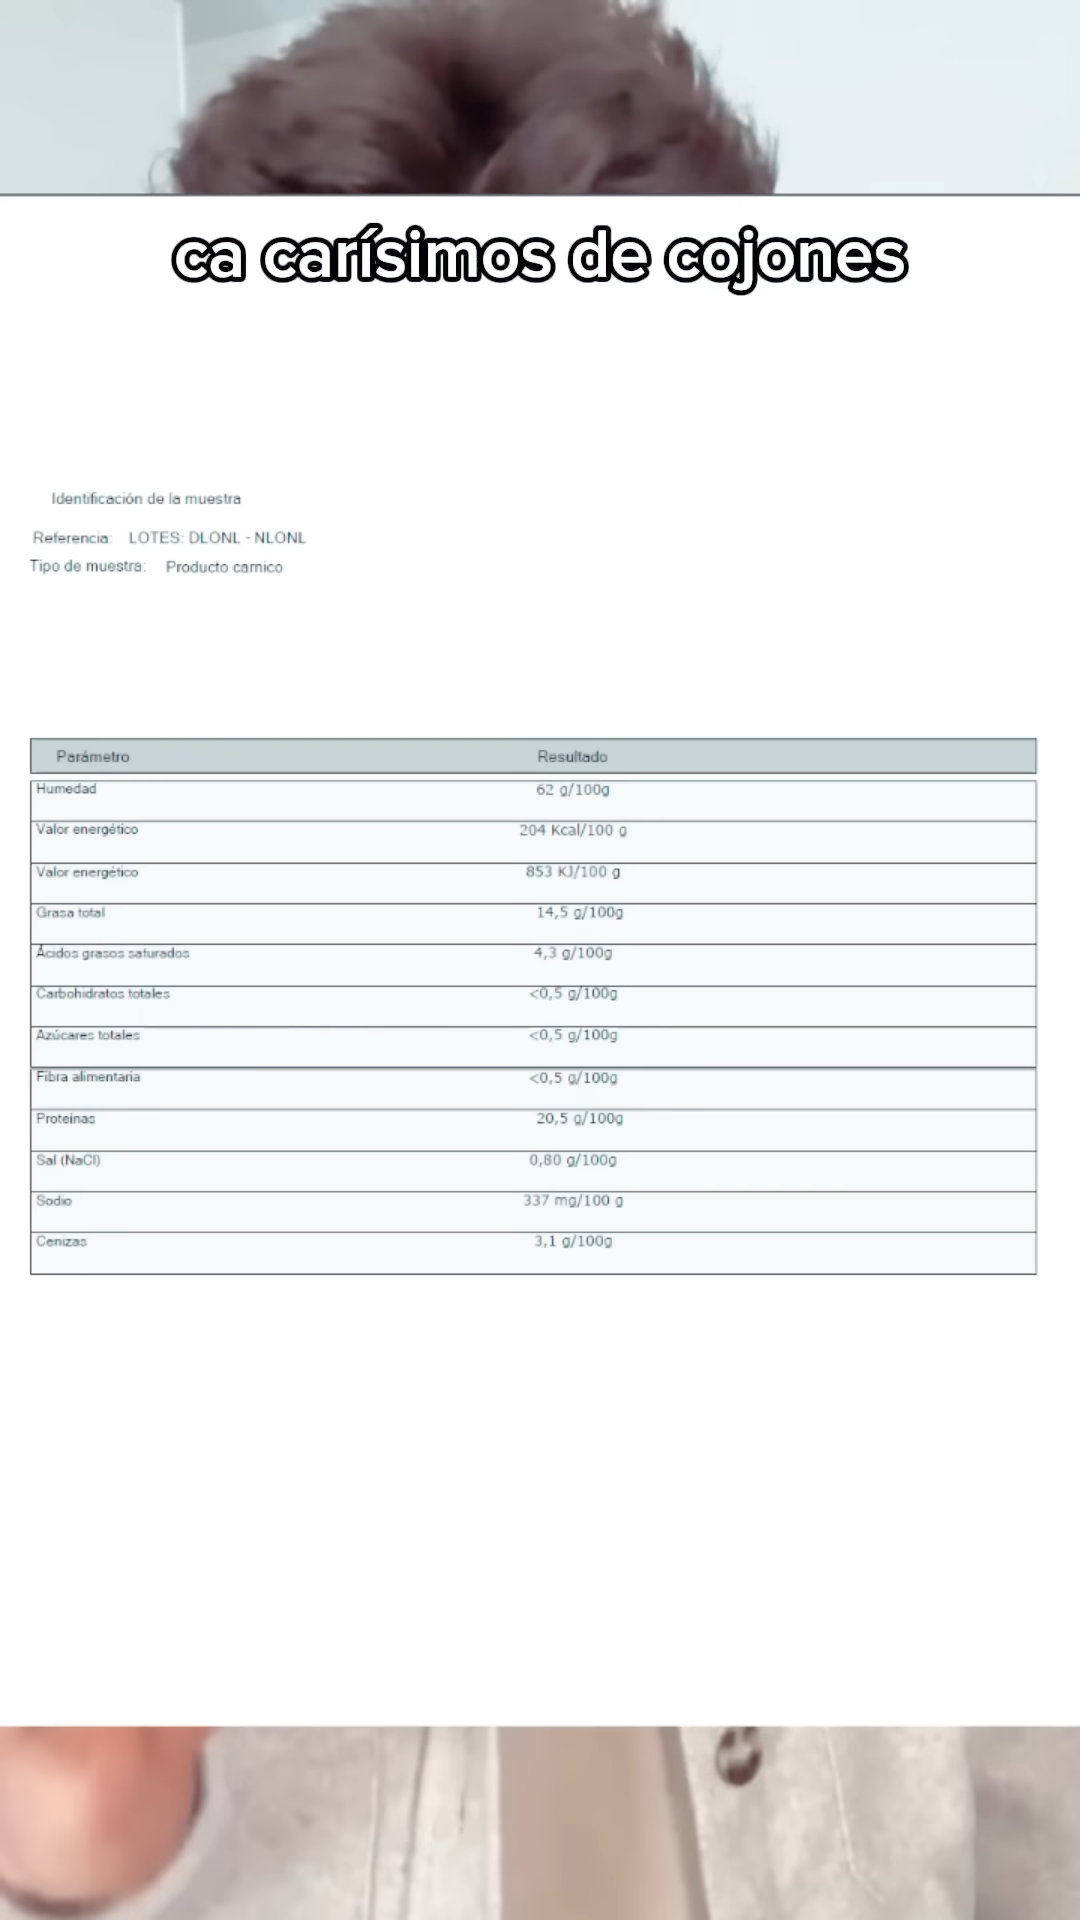 ca carísimos de cojones
Identificación de la muestra
Referencia: LOTES: DLONL - NLONL
Tipo de muestra: Producto carnico
Parámetro Resultado
Humedad 62 g/100g
Valor energético 204 Kcal/100 g
Valor energético 853 KJ/100 g
Grasa total 14,5 g/100g
Ácidos grasos saturados 4,3 g/100g
Carbohidratos totales <0,5 g/100g
Azúcares totales <0,5 g/100g
Fibra alimentaria <0,5 g/100g
Proteinas 20,5 g/100g
Sal (NaCl) 0,80 g/100g
Sodio 337 mg/100 g
Cenizas 3,1 g/100g